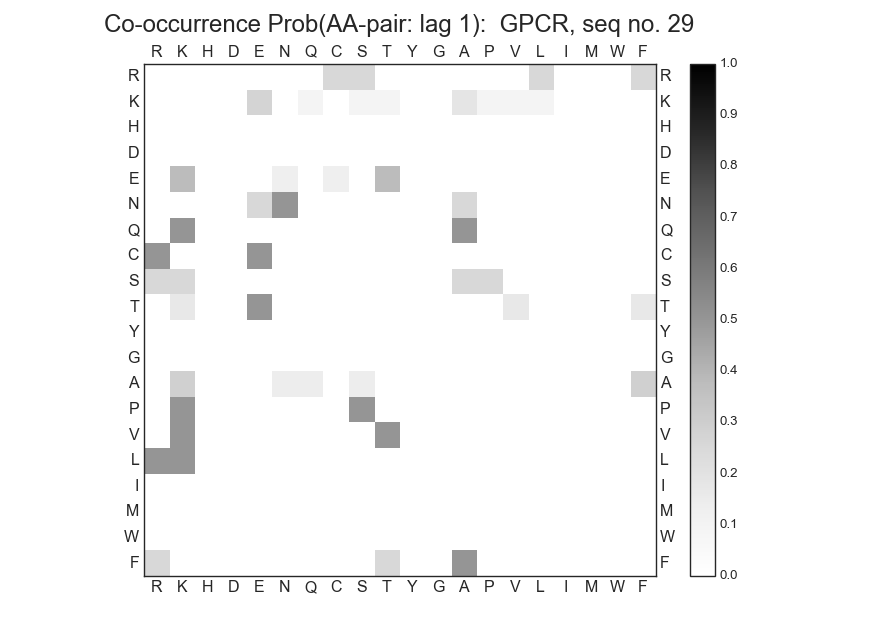 Co-occurrence Prob(AA-pair: lag 1):  GPCR, seq no. 29
R K H D E N Q C S T Y G A P V L I M W F
R R 1.0
K K 0.9
H H
D D 0.8
E E
N N 0.7
Q Q
C C 0.6
S S
T T 0.5
Y Y
G G 0.4
A A
P P 0.3
V V
L L 0.2
I I
M M 0.1
W W
F F 0.0
R K H D E N Q C S T Y G A P V L I M W F